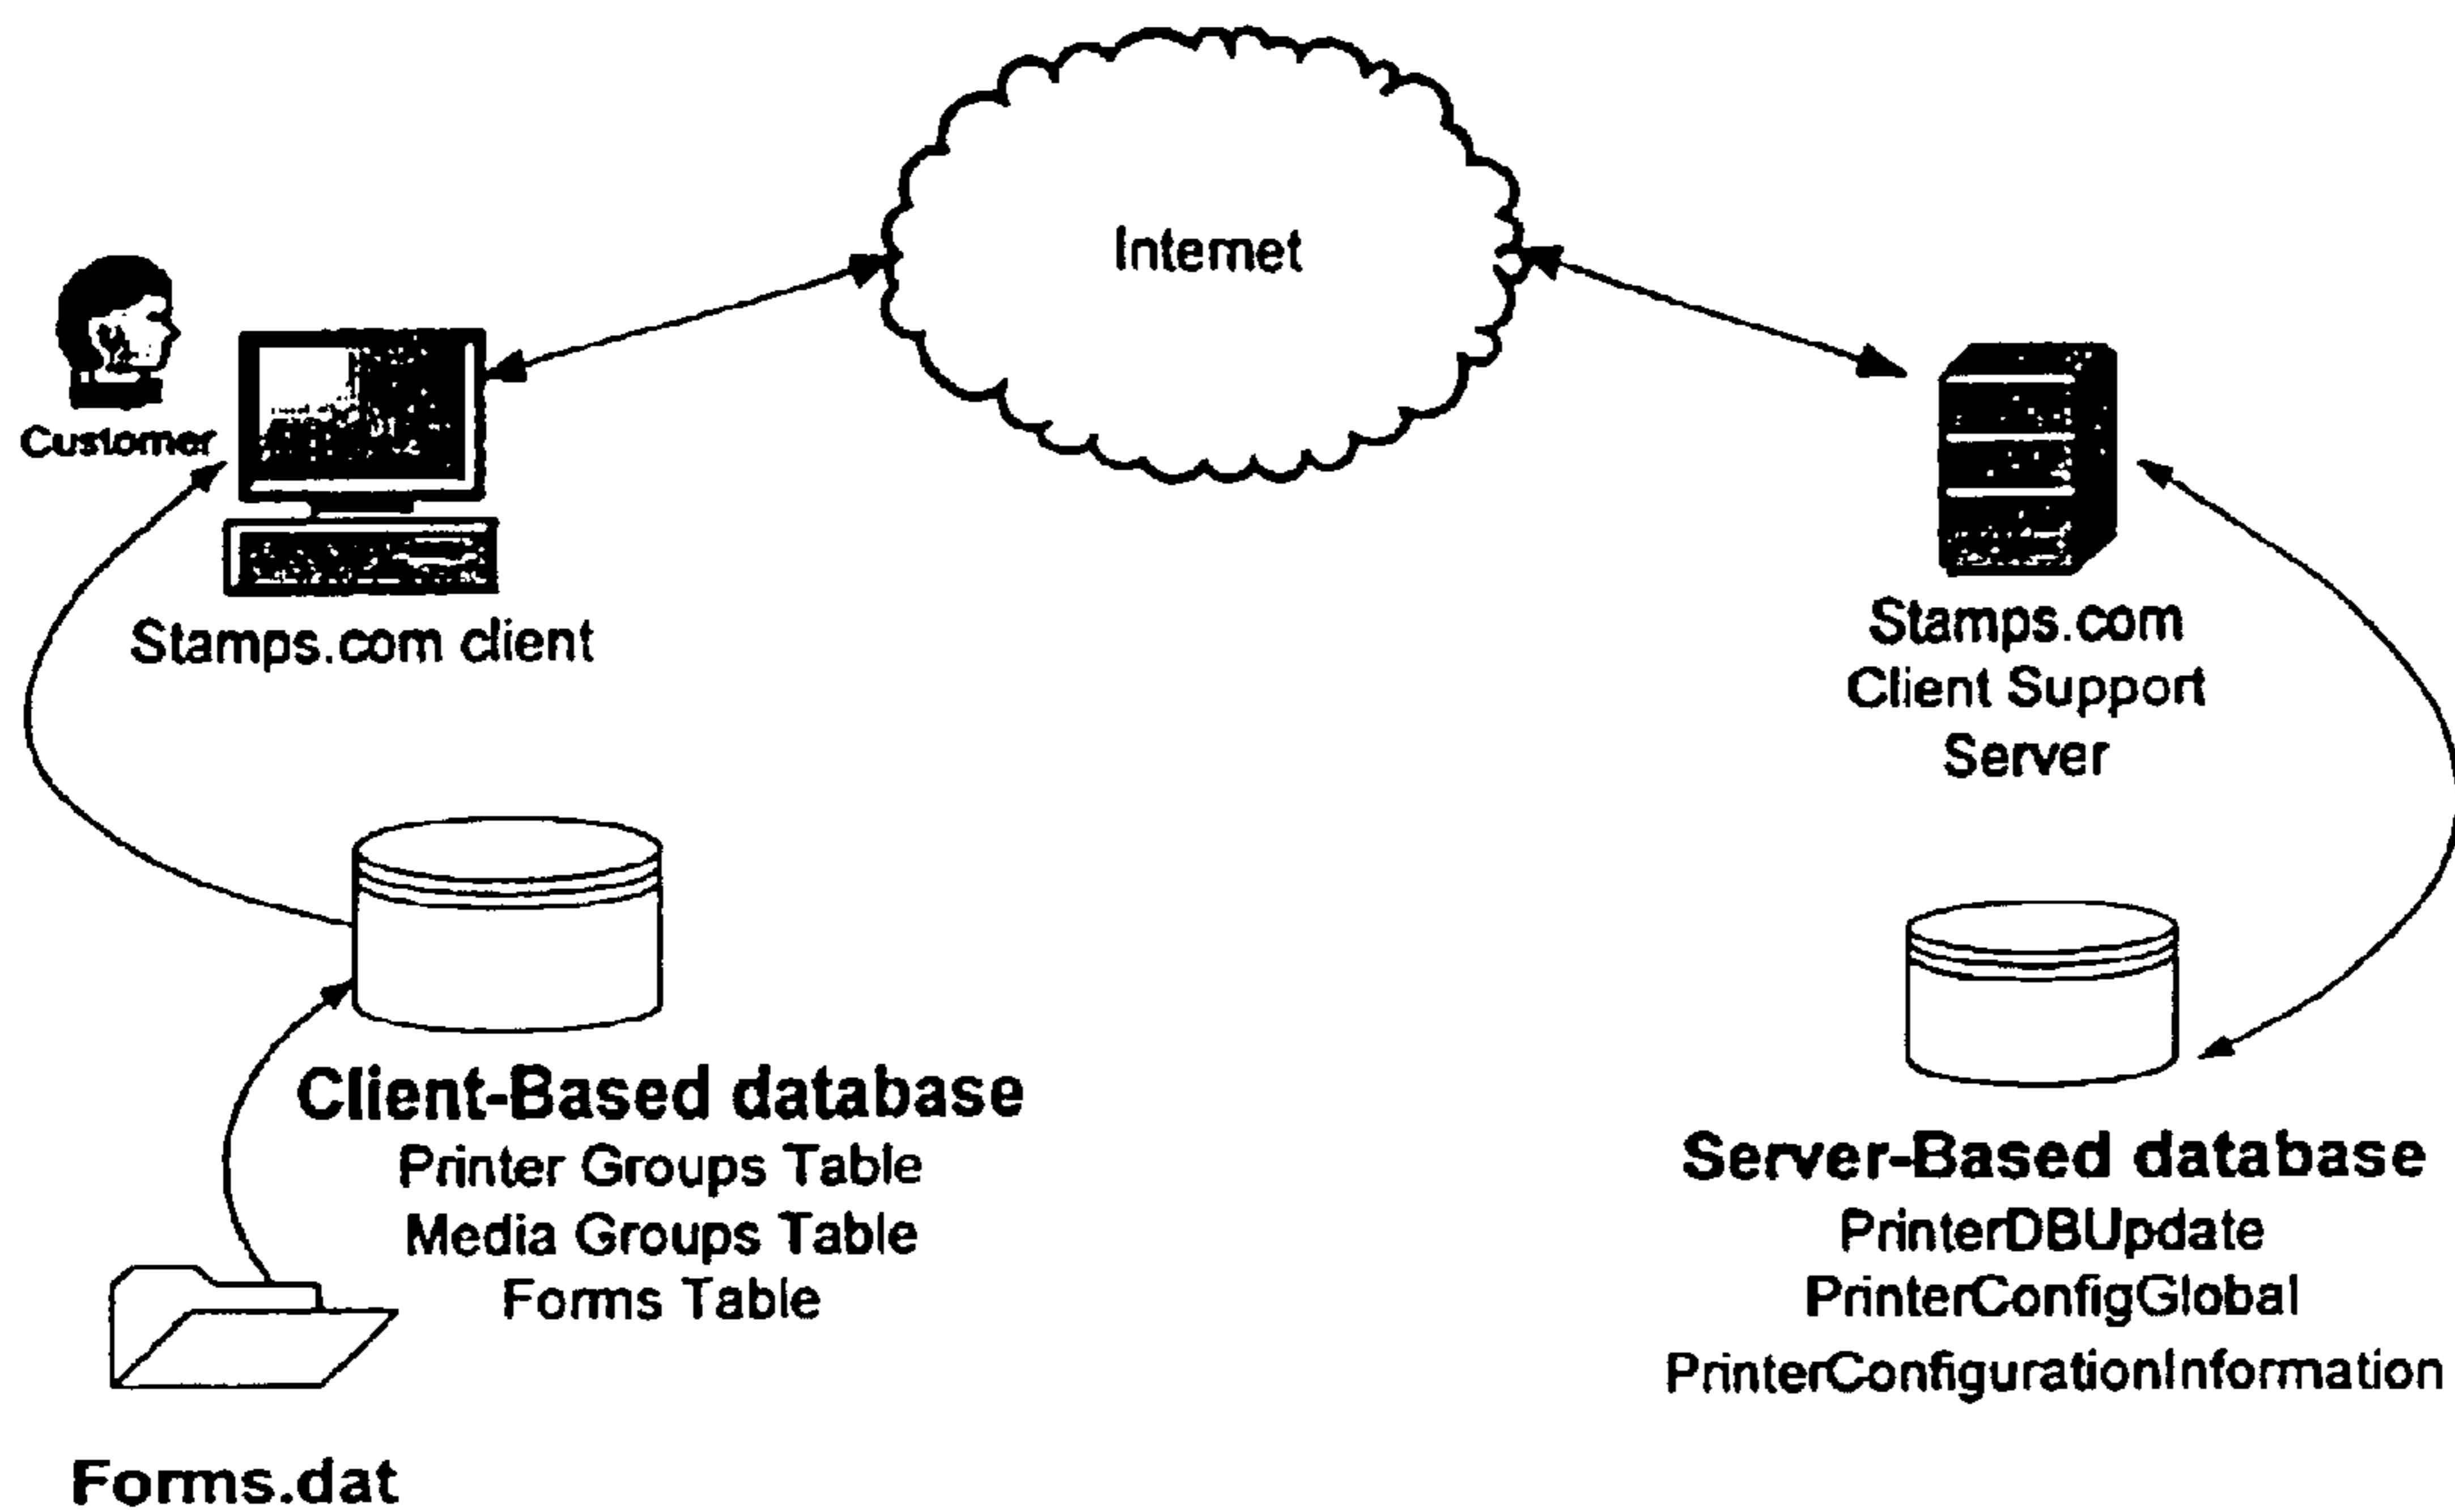 Internet
Customer
Stamps.com client
Stamps.com
Client Support
Server
Client-Based database
Printer Groups Table
Media Groups Table
Forms Table
Server-Based database
PrinterDBUpdate
PrinterConfigGlobal
PrinterConfigurationInformation
Forms.dat